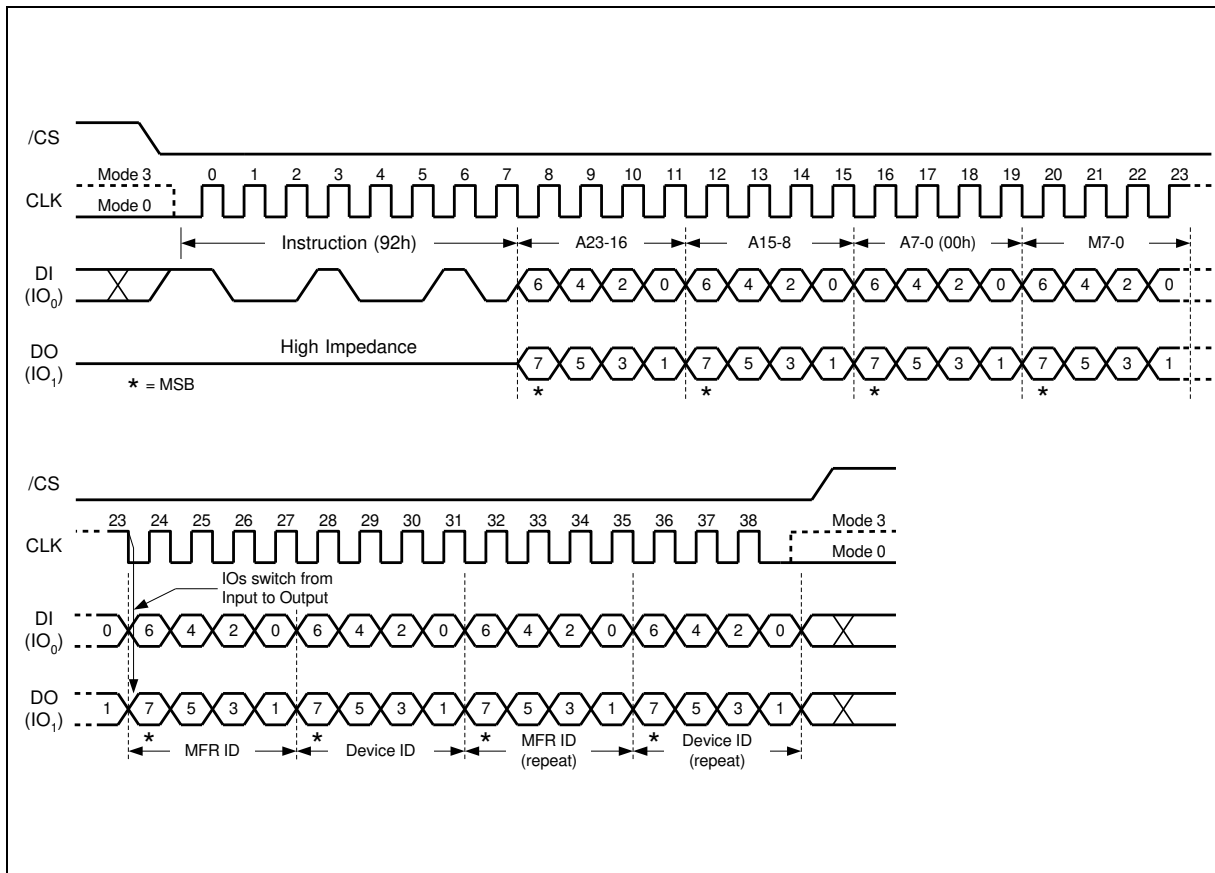 /CS
Mode 3
0 1 2 3 4 5 6 7 8 9 10 11 12 13 14 15 16 17 18 19 20 21 22 23
CLK
Mode 0
Instruction (92h) A23-16 A15-8 A7-0 (00h) M7-0
DI
(IO0)
6 4 2 0 6 4 2 0 6 4 2 0 6 4 2 0
High Impedance
DO
(IO1)
7 5 3 1 7 5 3 1 7 5 3 1 7 5 3 1
* = MSB
* * * *
/CS
23 24 25 26 27 28 29 30 31 32 33 34 35 36 37 38
Mode 3
CLK
Mode 0
IOs switch from
Input to Output
DI
(IO0)
0 6 4 2 0 6 4 2 0 6 4 2 0 6 4 2 0
DO
(IO1)
1 7 5 3 1 7 5 3 1 7 5 3 1 7 5 3 1
* * * *
MFR ID Device ID MFR ID
(repeat)
Device ID
(repeat)